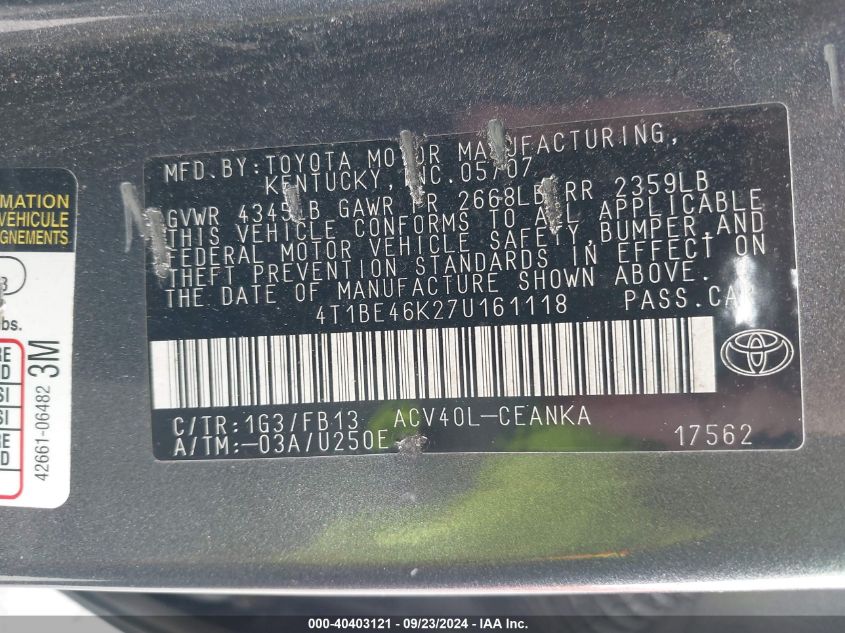 MFD.BY:TOYOTA MOTOR MANUFACTURING,
KENTUCKY, INC.05/07
GVWR 4345LB GAWR FR 2668LB RR 2359LB
THIS VEHICLE CONFORMS TO ALL APPLICABLE
FEDERAL MOTOR VEHICLE SAFETY,BUMPER,AND
THEFT PREVENTION STANDARDS IN EFFECT ON
THE DATE OF MANUFACTURE SHOWN ABOVE.
4T1BE46K27U161118 PASS.CAR
C/TR:1G3/FB13 ACV40L-CEANKA
A/TM:-03A/U250E
17562
MATION
VEHICULE
GNEMENTS
lbs.
42661-06482 3M
000-40403121 - 09/23/2024 - IAA Inc.